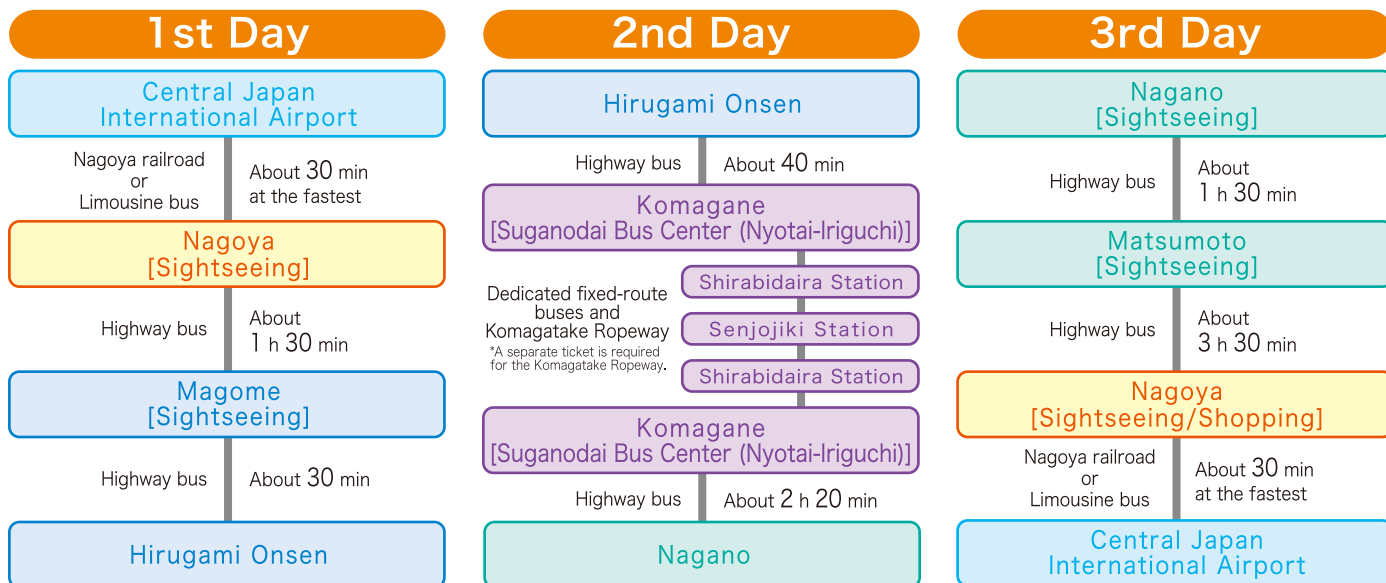 1st Day
Central Japan
International Airport
Nagoya railroad
or
Limousine bus
About 30 min
at the fastest
Nagoya
[Sightseeing]
Highway bus
About
1 h 30 min
Magome
[Sightseeing]
Highway bus
About 30 min
Hirugami Onsen
2nd Day
Hirugami Onsen
Highway bus
About 40 min
Komagane
[Suganodai Bus Center (Nyotai-Iriguchi)]
Dedicated fixed-route
buses and
Komagatake Ropeway
*A separate ticket is required
for the Komagatake Ropeway.
Shirabidaira Station
Senjojiki Station
Shirabidaira Station
Komagane
[Suganodai Bus Center (Nyotai-Iriguchi)]
Highway bus
About 2 h 20 min
Nagano
3rd Day
Nagano
[Sightseeing]
Highway bus
About
1 h 30 min
Matsumoto
[Sightseeing]
Highway bus
About
3 h 30 min
Nagoya
[Sightseeing/Shopping]
Nagoya railroad
or
Limousine bus
About 30 min
at the fastest
Central Japan
International Airport